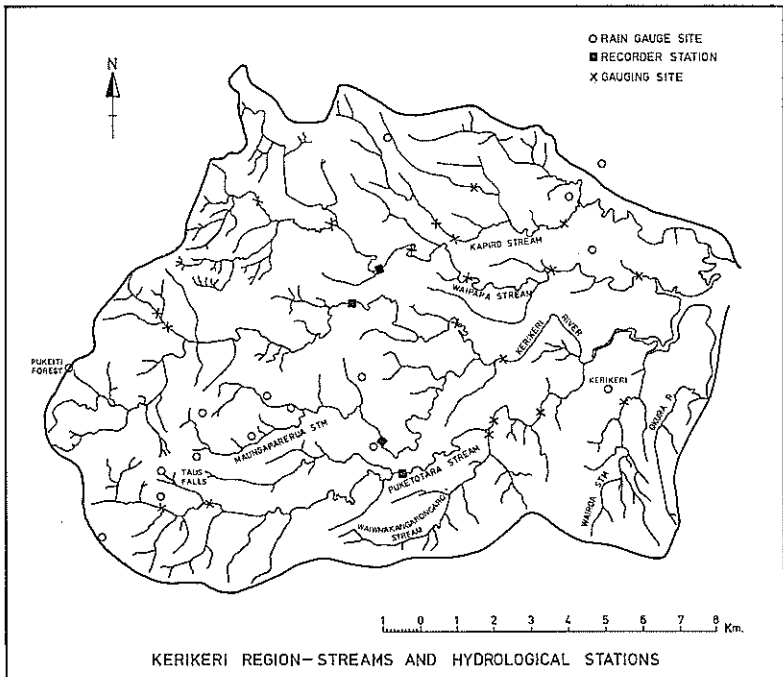 ○ RAIN GAUGE SITE
■ RECORDER STATION
× GAUGING SITE
N
KAPIRO STREAM
WAIPAPA STREAM
KERIKERI
RIVER
PUKEITI
FOREST
KERIKERI
OKURA R.
MAUNGAPARERUA STM
TAUS
FALLS
PUKETOTARA STREAM
WAIROA STM
STREAM
1 0 1 2 3 4 5 6 7 8 Km.
KERIKERI REGION-STREAMS AND HYDROLOGICAL STATIONS